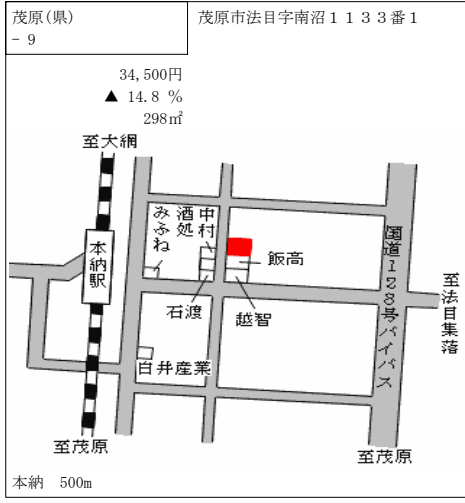 茂原(県)
－9
茂原市法目字南沼１１３３番１
34,500円
▲ 14.8 %
298㎡
至大網
本納駅
酒処みふね
中村
飯高
石渡
越智
白井産業
国道128号バイパス
至法目集落
至茂原
至茂原
本納　500m